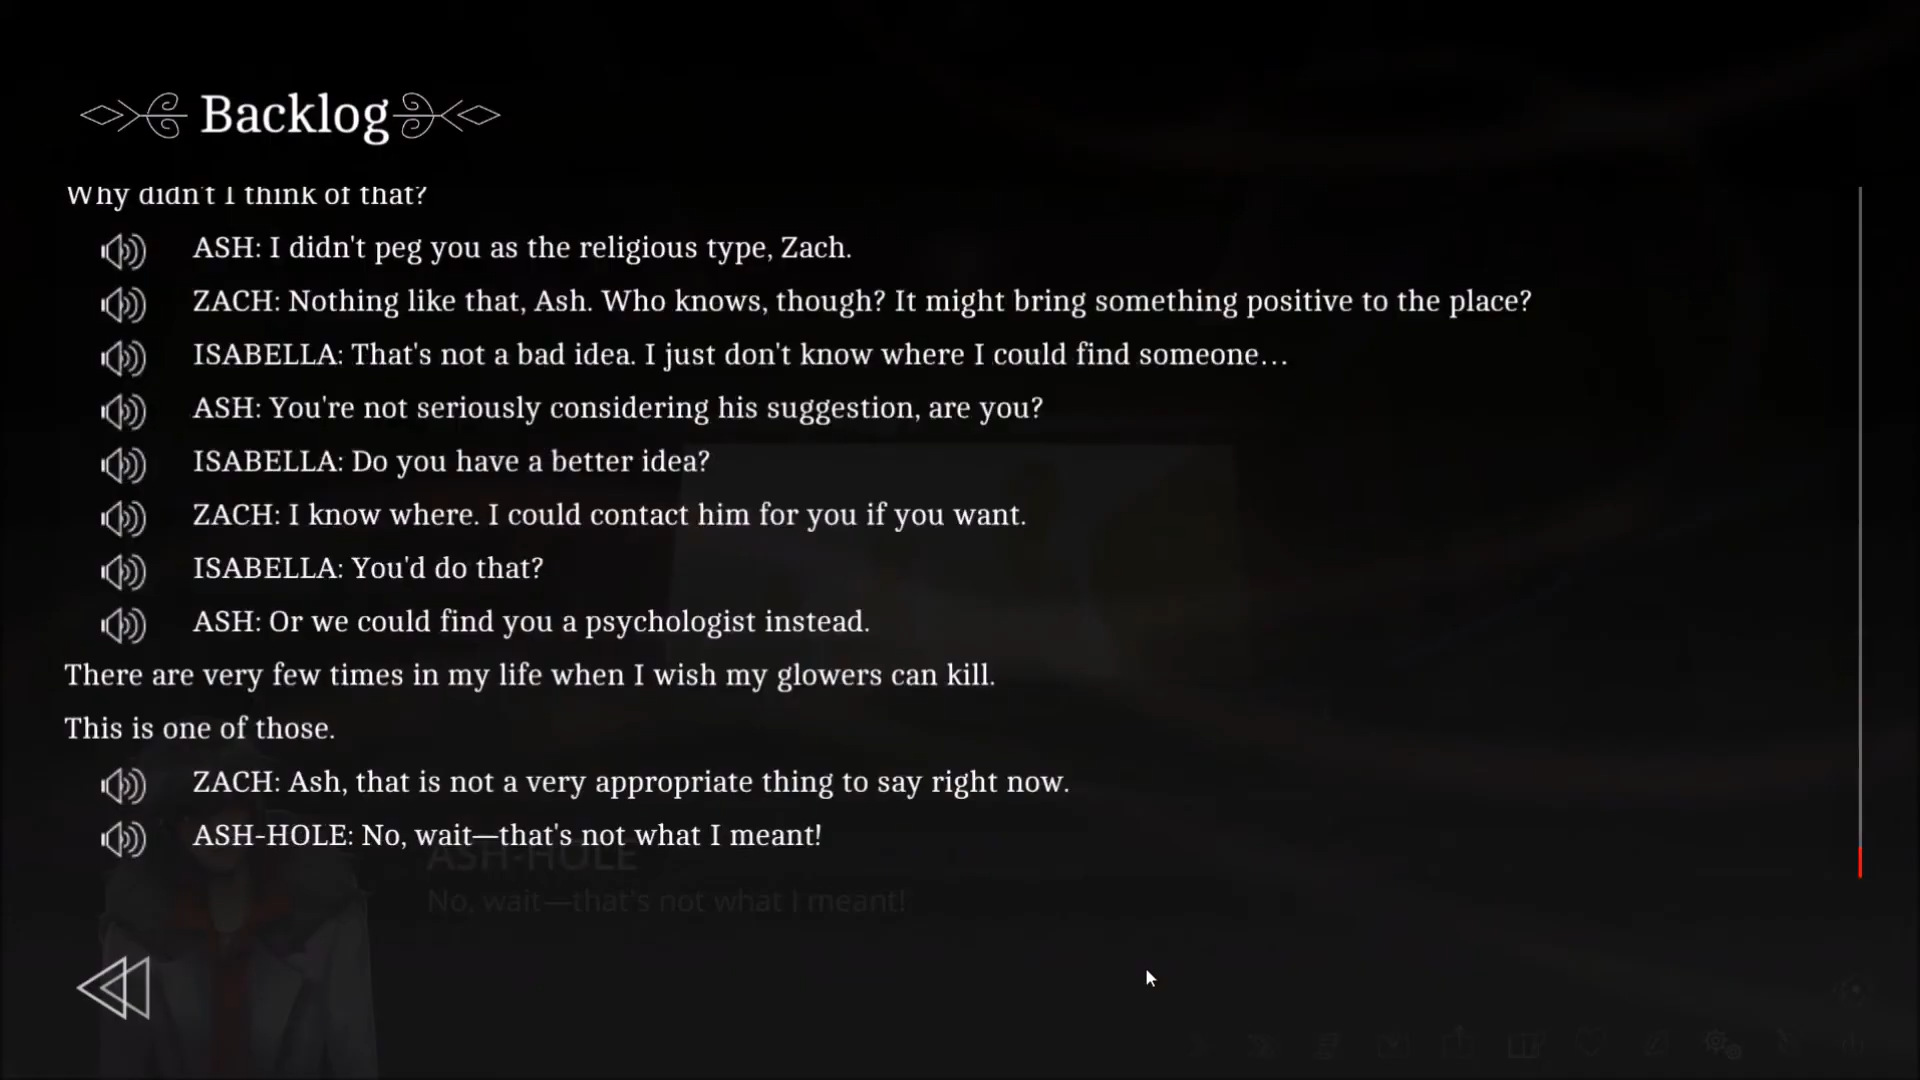 Backlog
Why didn't I think of that?
ASH: I didn't peg you as the religious type, Zach.
ZACH: Nothing like that, Ash. Who knows, though? It might bring something positive to the place?
ISABELLA: That's not a bad idea. I just don't know where I could find someone…
ASH: You're not seriously considering his suggestion, are you?
ISABELLA: Do you have a better idea?
ZACH: I know where. I could contact him for you if you want.
ISABELLA: You'd do that?
ASH: Or we could find you a psychologist instead.
There are very few times in my life when I wish my glowers can kill.
This is one of those.
ZACH: Ash, that is not a very appropriate thing to say right now.
ASH-HOLE: No, wait—that's not what I meant!
ASH-HOLE
No, wait—that's not what I meant!